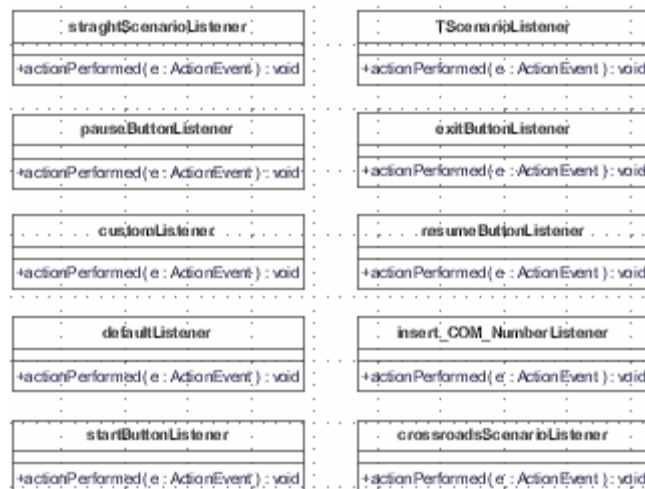 straghtScenarioListener
+actionPerformed( e : ActionEvent ) : void
TScenarioListener
+actionPerformed( e : ActionEvent ) : void
pauseButtonListener
+actionPerformed( e : ActionEvent ) : void
exitButtonListener
+actionPerformed( e : ActionEvent ) : void
customListener
+actionPerformed( e : ActionEvent ) : void
resumeButtonListener
+actionPerformed( e : ActionEvent ) : void
defaultListener
+actionPerformed( e : ActionEvent ) : void
insert_COM_NumberListener
+actionPerformed( e : ActionEvent ) : void
startButtonListener
+actionPerformed( e : ActionEvent ) : void
crossroadsScenarioListener
+actionPerformed( e : ActionEvent ) : void